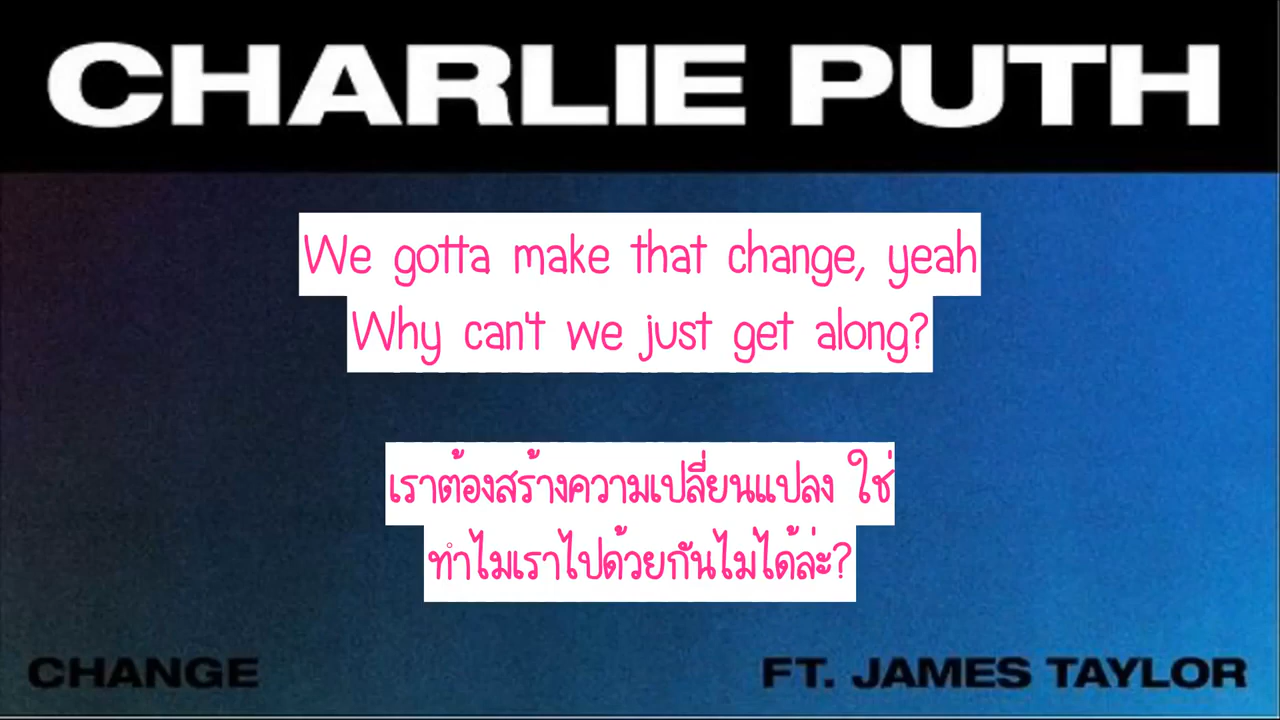 CHARLIE PUTH
We gotta make that change, yeah
Why can't we just get along?
เราต้องสร้างความเปลี่ยนแปลง ใช่
ทำไมเราไปด้วยกันไม่ได้ล่ะ?
CHANGE
FT. JAMES TAYLOR